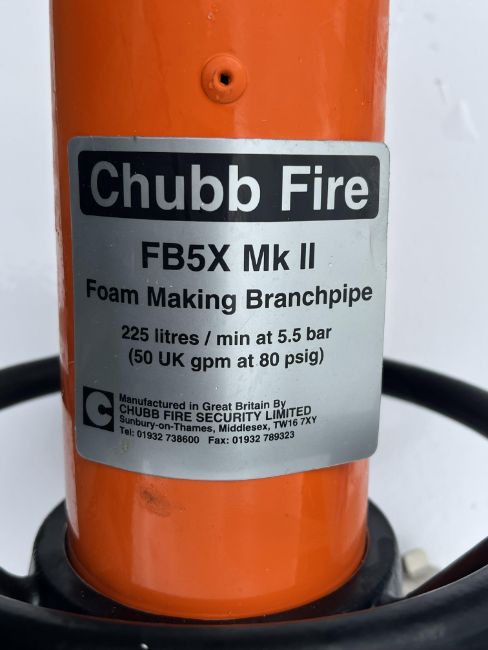 Chubb Fire
FB5X Mk II
Foam Making Branchpipe
225 litres / min at 5.5 bar
(50 UK gpm at 80 psig)
C
Manufactured in Great Britain By
CHUBB FIRE SECURITY LIMITED
Sunbury-on-Thames, Middlesex, TW16 7XY
Tel: 01932 738600 Fax: 01932 789323